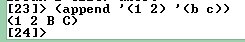 [23]> (append '(1 2) '(b c))
(1 2 B C)
[24]>